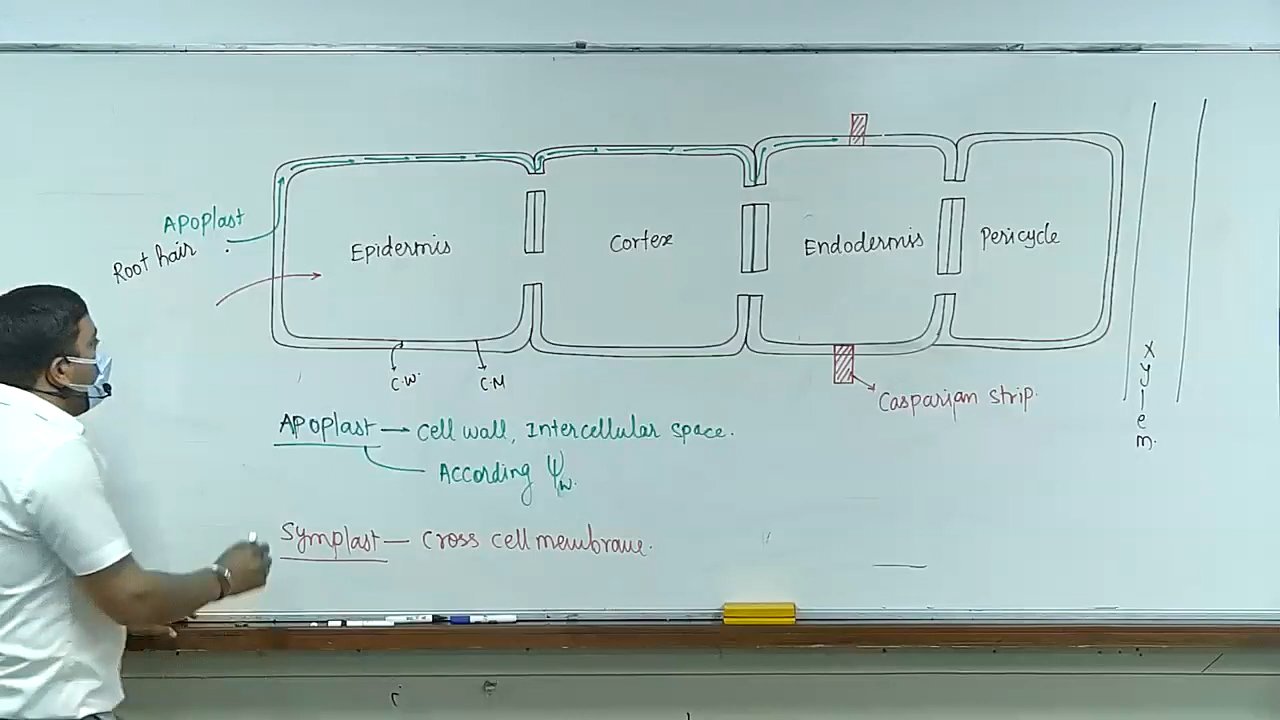 Apoplast
Root hair
Epidermis
Cortex
Endodermis
Pericycle
C.W.
C.M
Casparian strip.
Xylem.
Apoplast → Cell wall, Intercellular space.
According Ψw.
Symplast — Cross cell membrane.